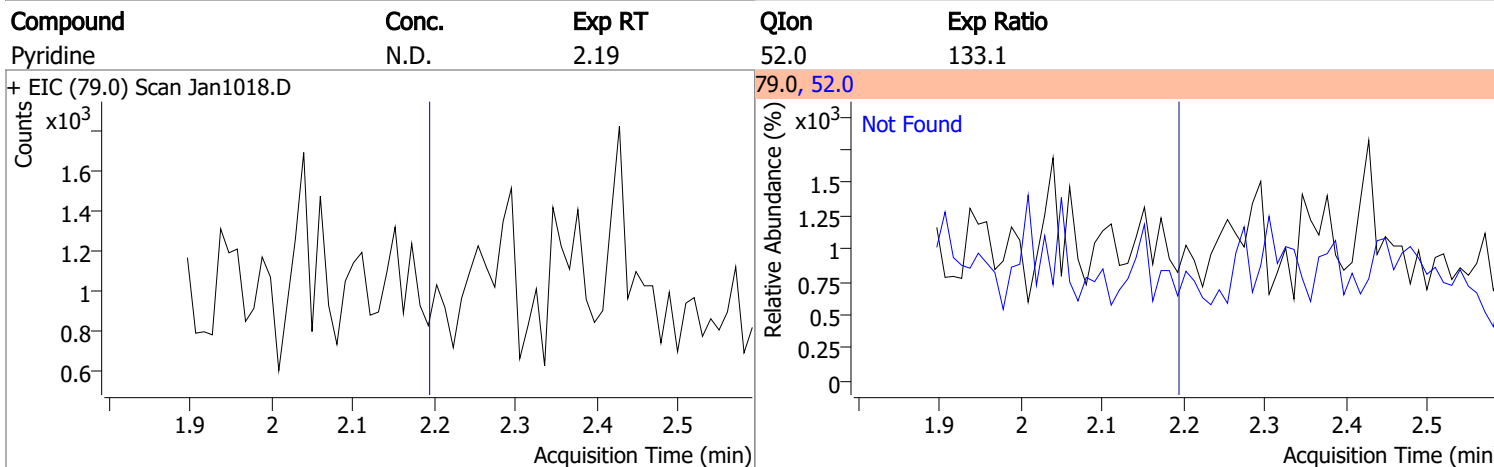 Compound Conc. Exp RT QIon Exp Ratio
Pyridine N.D. 2.19 52.0 133.1
+ EIC (79.0) Scan Jan1018.D
Counts
x10³
1.6
1.4
1.2
1
0.8
0.6
1.9 2 2.1 2.2 2.3 2.4 2.5
Acquisition Time (min)
79.0, 52.0
Relative Abundance (%)
x10³
Not Found
1.5
1.25
1
0.75
0.5
0.25
0
1.9 2 2.1 2.2 2.3 2.4 2.5
Acquisition Time (min